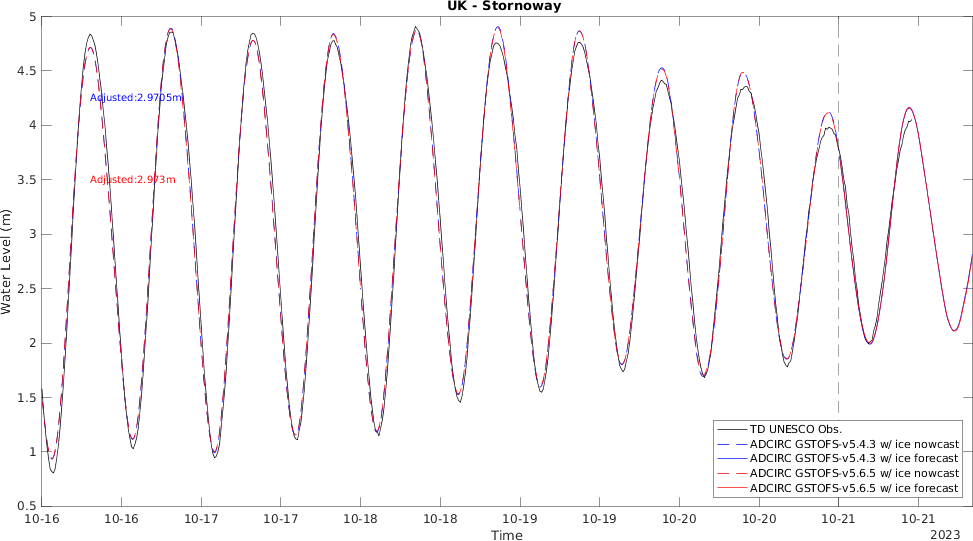 UK - Stornoway
5
4.5
4
3.5
3
2.5
2
1.5
1
0.5
Water Level (m)
Adjusted:2.9705m
Adjusted:2.973m
TD UNESCO Obs.
ADCIRC GSTOFS-v5.4.3 w/ ice nowcast
ADCIRC GSTOFS-v5.4.3 w/ ice forecast
ADCIRC GSTOFS-v5.6.5 w/ ice nowcast
ADCIRC GSTOFS-v5.6.5 w/ ice forecast
10-16 10-16 10-17 10-17 10-18 10-18 10-19 10-19 10-20 10-20 10-21 10-21
Time
2023